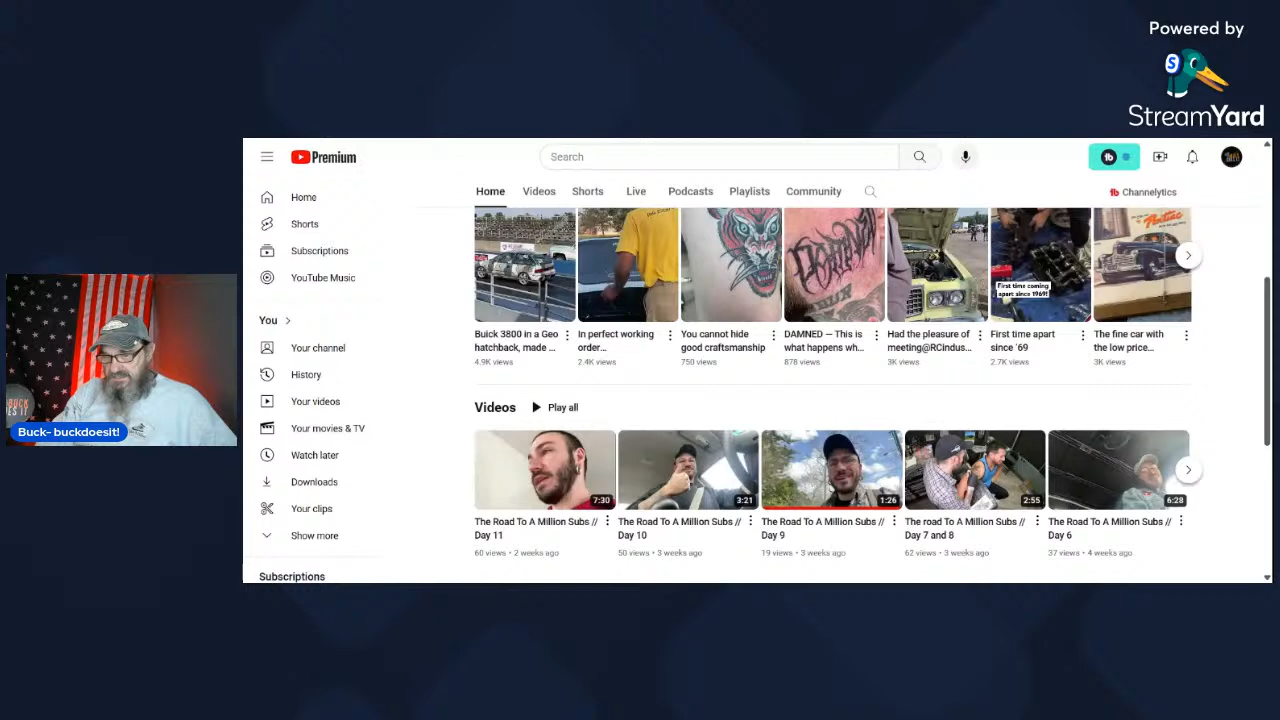 Powered by
StreamYard
Premium
Search
Home
Videos
Shorts
Live
Podcasts
Playlists
Community
Channelytics
Home
Shorts
Subscriptions
YouTube Music
You
Your channel
History
Your videos
Your movies & TV
Watch later
Downloads
Your clips
Show more
Subscriptions
First time coming
apart since 1969!
Pontiac
DAMNED
Buick 3800 in a Geo
hatchback, made ...
4.9K views
In perfect working
order...
2.4K views
You cannot hide
good craftsmanship
750 views
DAMNED — This is
what happens wh...
878 views
Had the pleasure of
meeting@RCindus...
3K views
First time apart
since '69
2.7K views
The fine car with
the low price...
3K views
Videos
Play all
7:30
The Road To A Million Subs //
Day 11
60 views • 2 weeks ago
3:21
The Road To A Million Subs //
Day 10
50 views • 3 weeks ago
1:26
The Road To A Million Subs //
Day 9
19 views • 3 weeks ago
2:55
The road To A Million Subs //
Day 7 and 8
62 views • 3 weeks ago
6:28
The Road To A Million Subs //
Day 6
37 views • 4 weeks ago
Buck- buckdoesit!